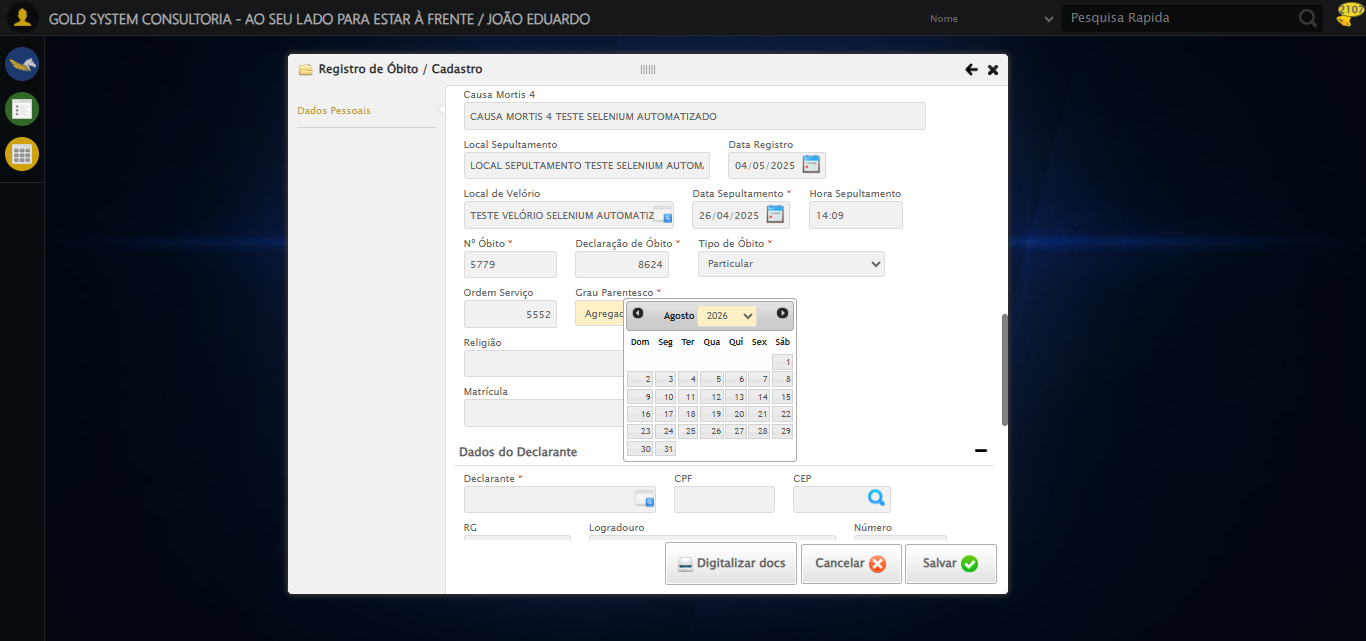 GOLD SYSTEM CONSULTORIA - AO SEU LADO PARA ESTAR À FRENTE / JOÃO EDUARDO
Nome
Pesquisa Rapida
2107
Registro de Óbito / Cadastro
Dados Pessoais
Causa Mortis 4
CAUSA MORTIS 4 TESTE SELENIUM AUTOMATIZADO
Local Sepultamento Data Registro
LOCAL SEPULTAMENTO TESTE SELENIUM AUTOM 04/05/2025
Local de Velório Data Sepultamento * Hora Sepultamento
TESTE VELÓRIO SELENIUM AUTOMATIZ 26/04/2025 14:09
Nº Óbito * Declaração de Óbito * Tipo de Óbito *
5779 8624 Particular
Ordem Serviço Grau Parentesco *
5552 Agregad
Agosto 2026
Dom Seg Ter Qua Qui Sex Sáb
1
2 3 4 5 6 7 8
9 10 11 12 13 14 15
16 17 18 19 20 21 22
23 24 25 26 27 28 29
30 31
Religião
Matrícula
Dados do Declarante
Declarante * CPF CEP
RG Logradouro Número
Digitalizar docs Cancelar Salvar